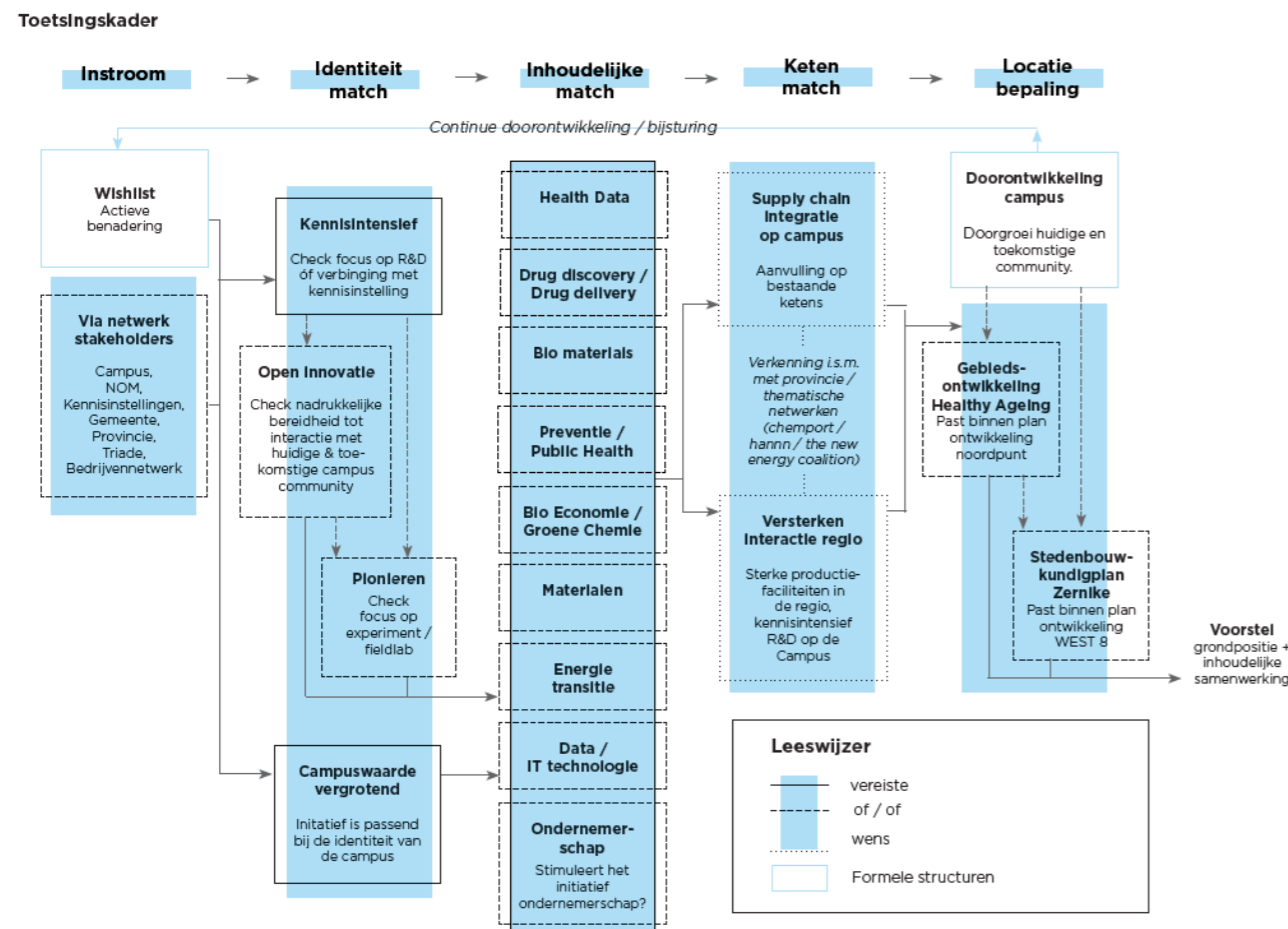 Toetsingskader
Instroom
Identiteit
match
Inhoudelijke
match
Keten
match
Locatie
bepaling
Continue doorontwikkeling / bijsturing
Wishlist
Actieve
benadering
Via netwerk
stakeholders
Campus,
NOM,
Kennisinstellingen,
Gemeente,
Provincie,
Triade,
Bedrijvennetwerk
Kennisintensief
Check focus op R&D
óf verbinging met
kennisinstelling
Open innovatie
Check nadrukkelijke
bereidheid tot
interactie met
huidige & toe-
komstige campus
community
Pionieren
Check
focus op
experiment /
fieldlab
Campuswaarde
vergrotend
Initatief is passend
bij de identiteit van
de campus
Health Data
Drug discovery /
Drug delivery
Bio materials
Preventie /
Public Health
Bio Economie /
Groene Chemie
Materialen
Energie
transitie
Data /
IT technologie
Ondernemer-
schap
Stimuleert het
initiatief
ondernemerschap?
Supply chain
integratie
op campus
Aanvulling op
bestaande
ketens
Verkenning i.s.m.
met provincie /
thematische
netwerken
(chemport /
hannn / the new
energy coalition)
Versterken
interactie regio
Sterke productie-
faciliteiten in
de regio,
kennisintensief
R&D op de
Campus
Doorontwikkeling
campus
Doorgroei huidige en
toekomstige
community.
Gebieds-
ontwikkeling
Healthy Ageing
Past binnen plan
ontwikkeling
noordpunt
Stedenbouw-
kundigplan
Zernike
Past binnen plan
ontwikkeling
WEST 8
Voorstel
grondpositie +
inhoudelijke
samenwerking
Leeswijzer
vereiste
of / of
wens
Formele structuren